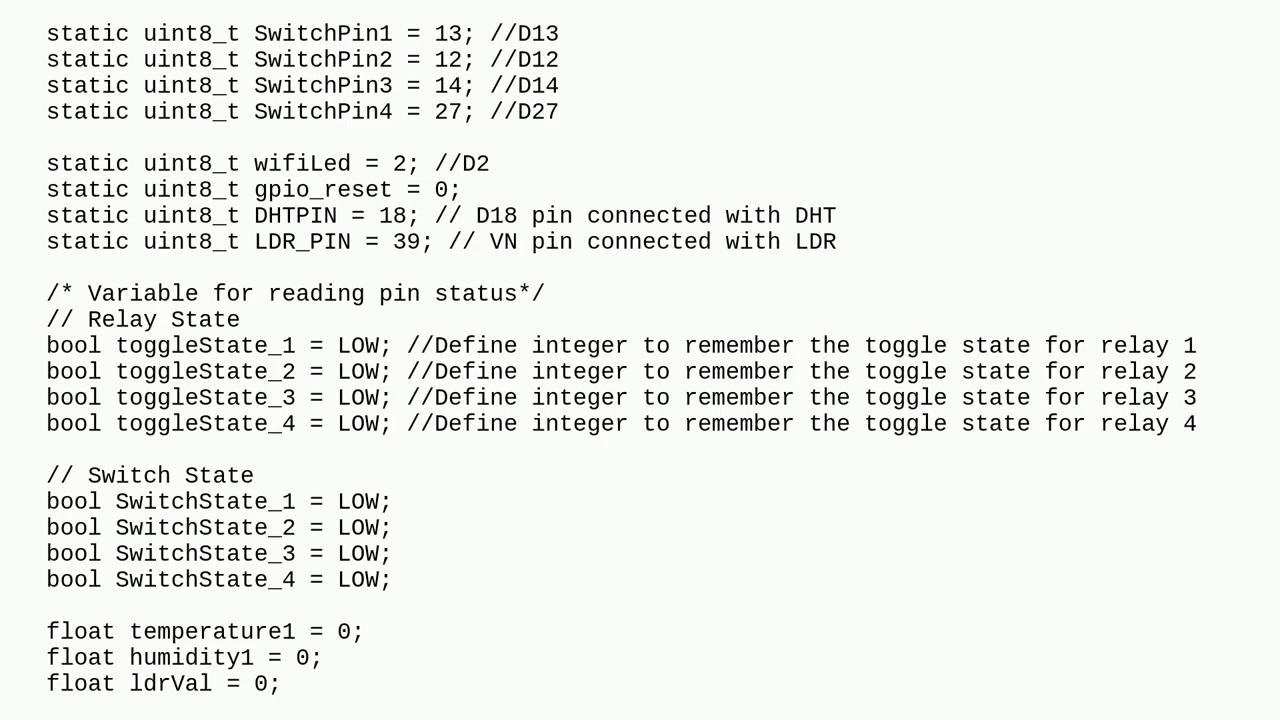 static uint8_t SwitchPin1 = 13; //D13
static uint8_t SwitchPin2 = 12; //D12
static uint8_t SwitchPin3 = 14; //D14
static uint8_t SwitchPin4 = 27; //D27
static uint8_t wifiLed = 2; //D2
static uint8_t gpio_reset = 0;
static uint8_t DHTPIN = 18; // D18 pin connected with DHT
static uint8_t LDR_PIN = 39; // VN pin connected with LDR
/* Variable for reading pin status*/
// Relay State
bool toggleState_1 = LOW; //Define integer to remember the toggle state for relay 1
bool toggleState_2 = LOW; //Define integer to remember the toggle state for relay 2
bool toggleState_3 = LOW; //Define integer to remember the toggle state for relay 3
bool toggleState_4 = LOW; //Define integer to remember the toggle state for relay 4
// Switch State
bool SwitchState_1 = LOW;
bool SwitchState_2 = LOW;
bool SwitchState_3 = LOW;
bool SwitchState_4 = LOW;
float temperature1 = 0;
float humidity1 = 0;
float ldrVal = 0;